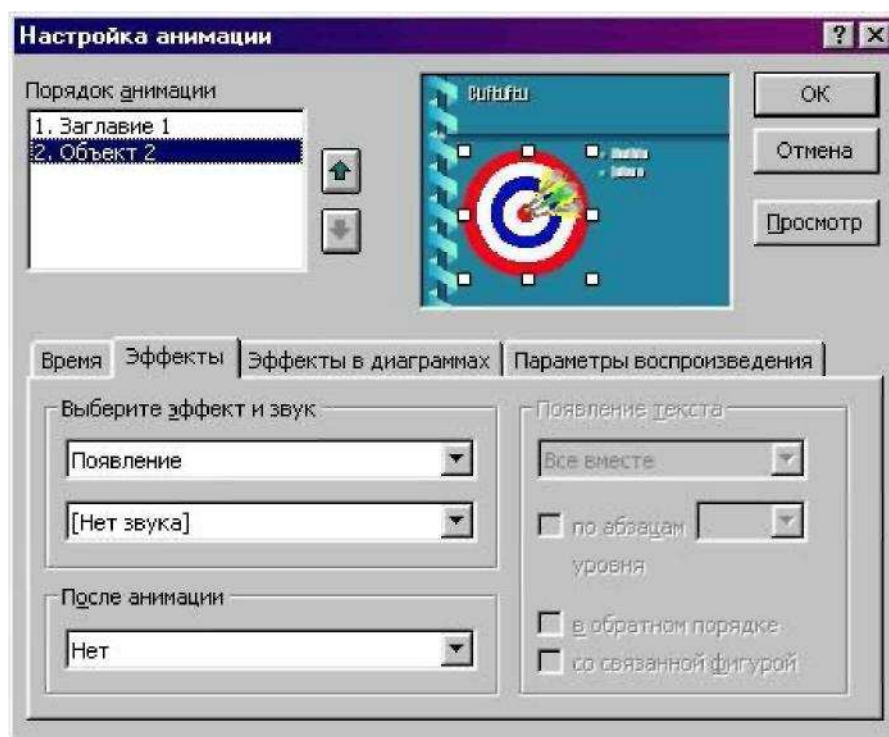 Настройка анимации
Порядок анимации
1. Заглавие 1
2. Объект 2
ОК
Отмена
Просмотр
Время Эффекты Эффекты в диаграммах Параметры воспроизведения
Выберите эффект и звук
Появление
[Нет звука]
После анимации
Нет
Появление текста
Все вместе
по абзацам
уровня
в обратном порядке
со связанной фигурой